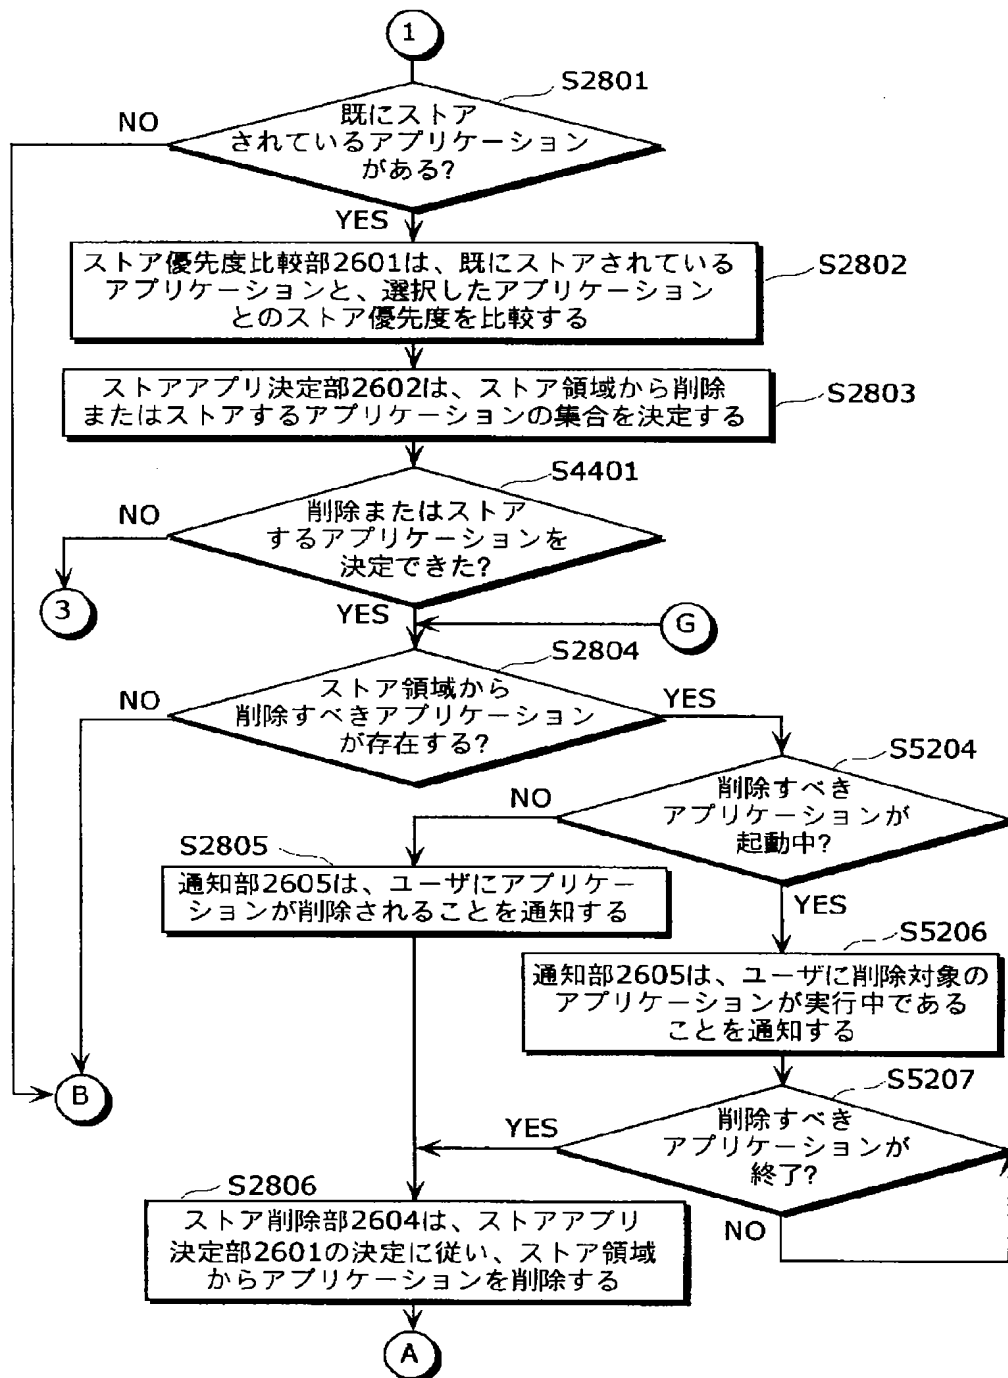 1
S2801
既にストア
されているアプリケーション
がある?
NO
YES
ストア優先度比較部2601は、既にストアされている
アプリケーションと、選択したアプリケーション
とのストア優先度を比較する
S2802
ストアアプリ決定部2602は、ストア領域から削除
またはストアするアプリケーションの集合を決定する
S2803
S4401
削除またはストア
するアプリケーションを
決定できた?
NO
3
YES
G
S2804
ストア領域から
削除すべきアプリケーション
が存在する?
NO
YES
S5204
削除すべき
アプリケーションが
起動中?
NO
YES
S2805
通知部2605は、ユーザにアプリケー
ションが削除されることを通知する
S5206
通知部2605は、ユーザに削除対象の
アプリケーションが実行中である
ことを通知する
B
S5207
削除すべき
アプリケーションが
終了?
YES
NO
S2806
ストア削除部2604は、ストアアプリ
決定部2601の決定に従い、ストア領域
からアプリケーションを削除する
A